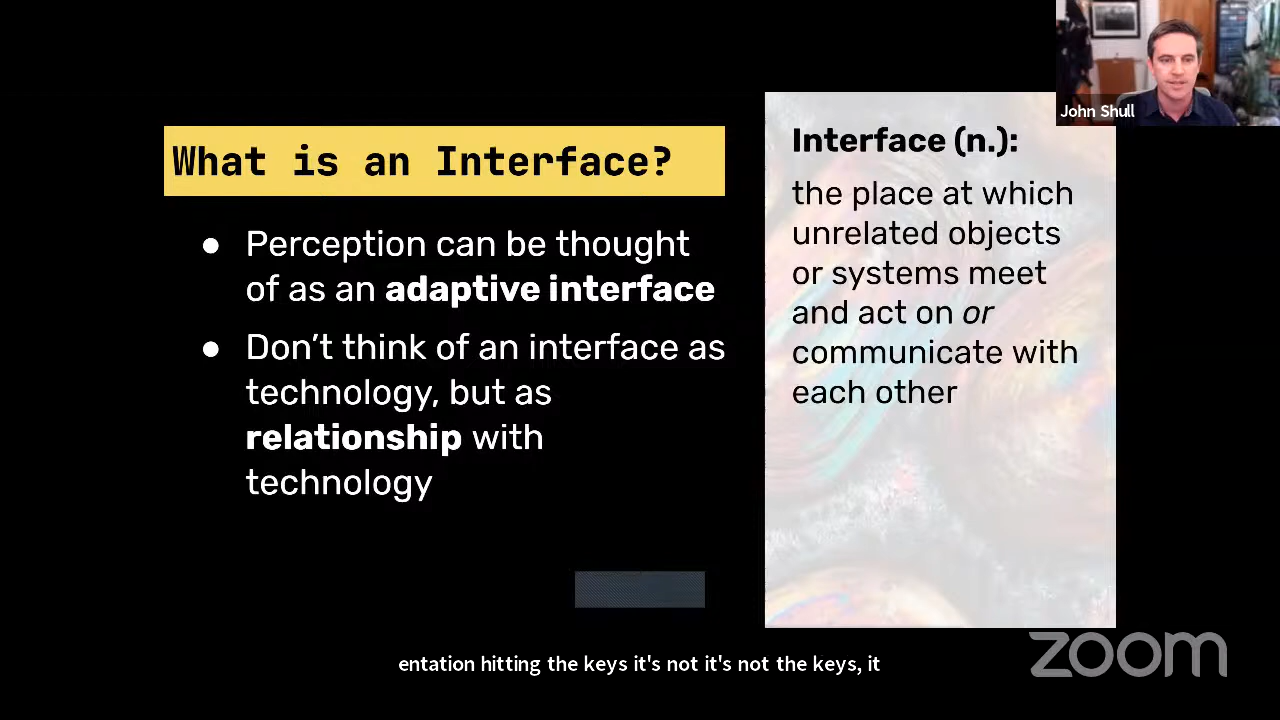 What is an Interface?
● Perception can be thought
of as an adaptive interface
● Don’t think of an interface as
technology, but as
relationship with
technology
Interface (n.):
the place at which
unrelated objects
or systems meet
and act on or
communicate with
each other
John Shull
entation hitting the keys it's not it's not the keys, it
zoom